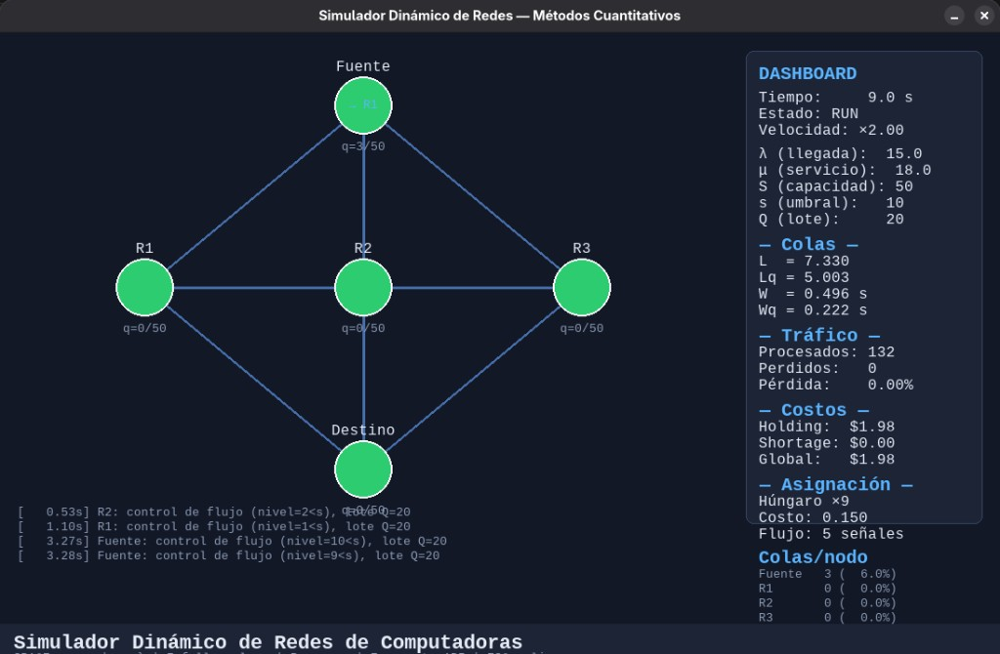 Simulador Dinámico de Redes — Métodos Cuantitativos
Fuente
→ R1
q=3/50
R1
R2
R3
q=0/50
q=0/50
q=0/50
Destino
q=0/50
[   0.53s] R2: control de flujo (nivel=2<s), lote Q=20
[   1.10s] R1: control de flujo (nivel=1<s), lote Q=20
[   3.27s] Fuente: control de flujo (nivel=10<s), lote Q=20
[   3.28s] Fuente: control de flujo (nivel=9<s), lote Q=20
DASHBOARD
Tiempo:     9.0 s
Estado: RUN
Velocidad: ×2.00
λ (llegada):  15.0
μ (servicio):  18.0
S (capacidad): 50
s (umbral):   10
Q (lote):     20
— Colas —
L  = 7.330
Lq = 5.003
W  = 0.496 s
Wq = 0.222 s
— Tráfico —
Procesados: 132
Perdidos:   0
Pérdida:    0.00%
— Costos —
Holding:  $1.98
Shortage: $0.00
Global:   $1.98
— Asignación —
Húngaro ×9
Costo: 0.150
Flujo: 5 señales
Colas/nodo
Fuente   3 (  6.0%)
R1       0 (  0.0%)
R2       0 (  0.0%)
R3       0 (  0.0%)
Simulador Dinámico de Redes de Computadoras